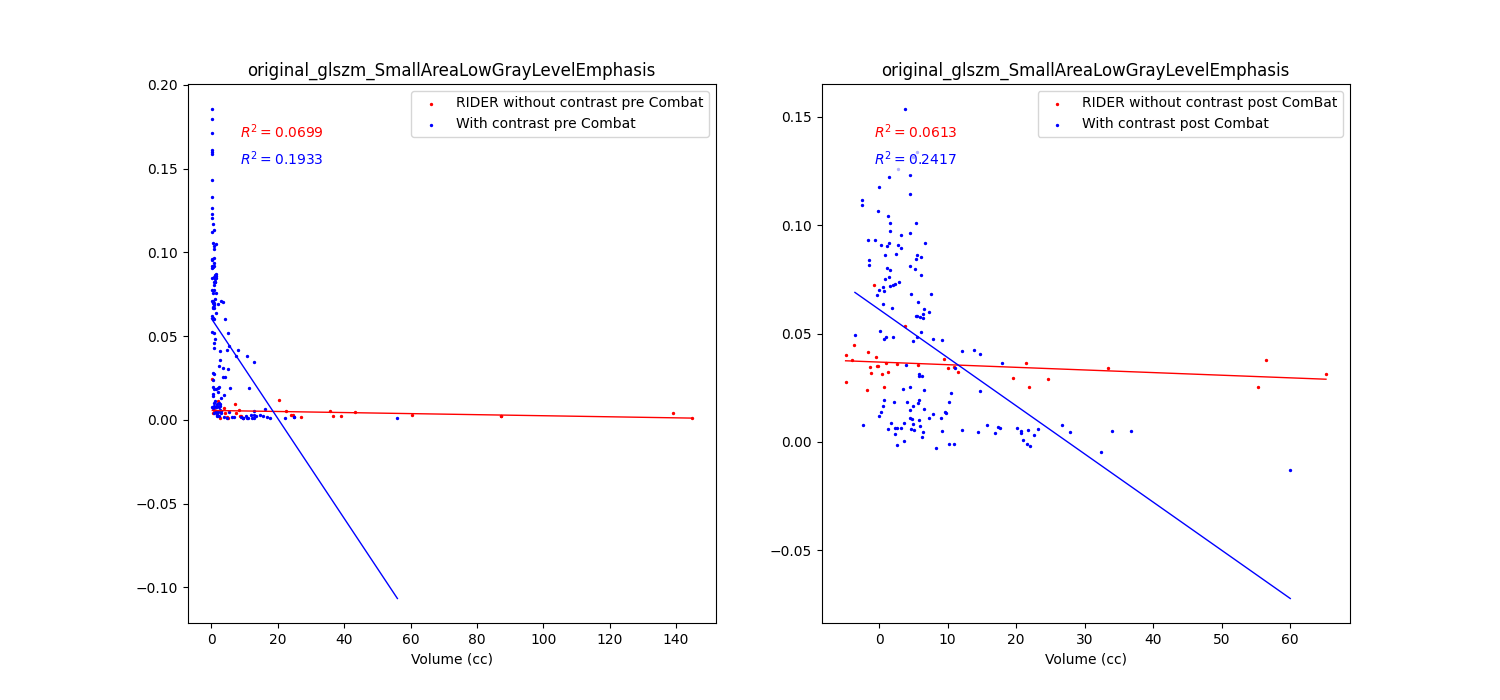 original_glszm_SmallAreaLowGrayLevelEmphasis
RIDER without contrast pre Combat
With contrast pre Combat
R² = 0.0699
R² = 0.1933
0.20
0.15
0.10
0.05
0.00
−0.05
−0.10
0 20 40 60 80 100 120 140
Volume (cc)
original_glszm_SmallAreaLowGrayLevelEmphasis
RIDER without contrast post ComBat
With contrast post Combat
R² = 0.0613
R² = 0.2417
0.15
0.10
0.05
0.00
−0.05
0 10 20 30 40 50 60
Volume (cc)